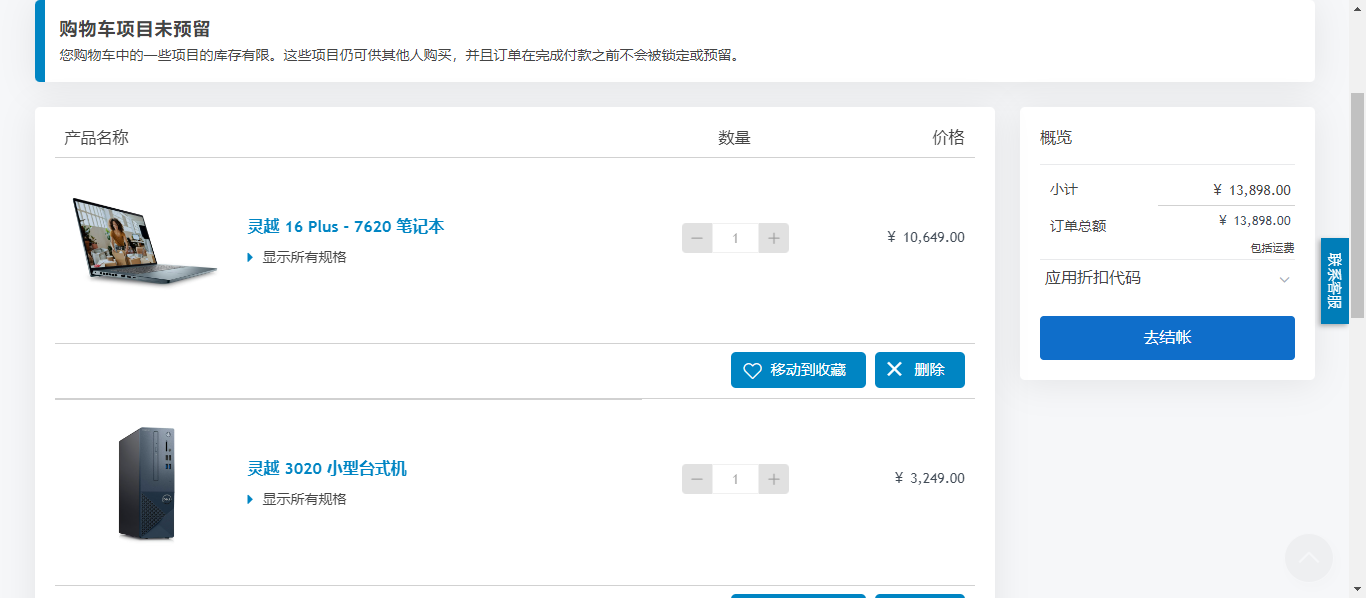 购物车项目未预留
您购物车中的一些项目的库存有限。这些项目仍可供其他人购买，并且订单在完成付款之前不会被锁定或预留。
产品名称 数量 价格
灵越 16 Plus - 7620 笔记本
显示所有规格
1
¥ 10,649.00
移动到收藏 删除
灵越 3020 小型台式机
显示所有规格
1
¥ 3,249.00
概览
小计 ¥ 13,898.00
订单总额 ¥ 13,898.00
包括运费
应用折扣代码
去结帐
联系客服